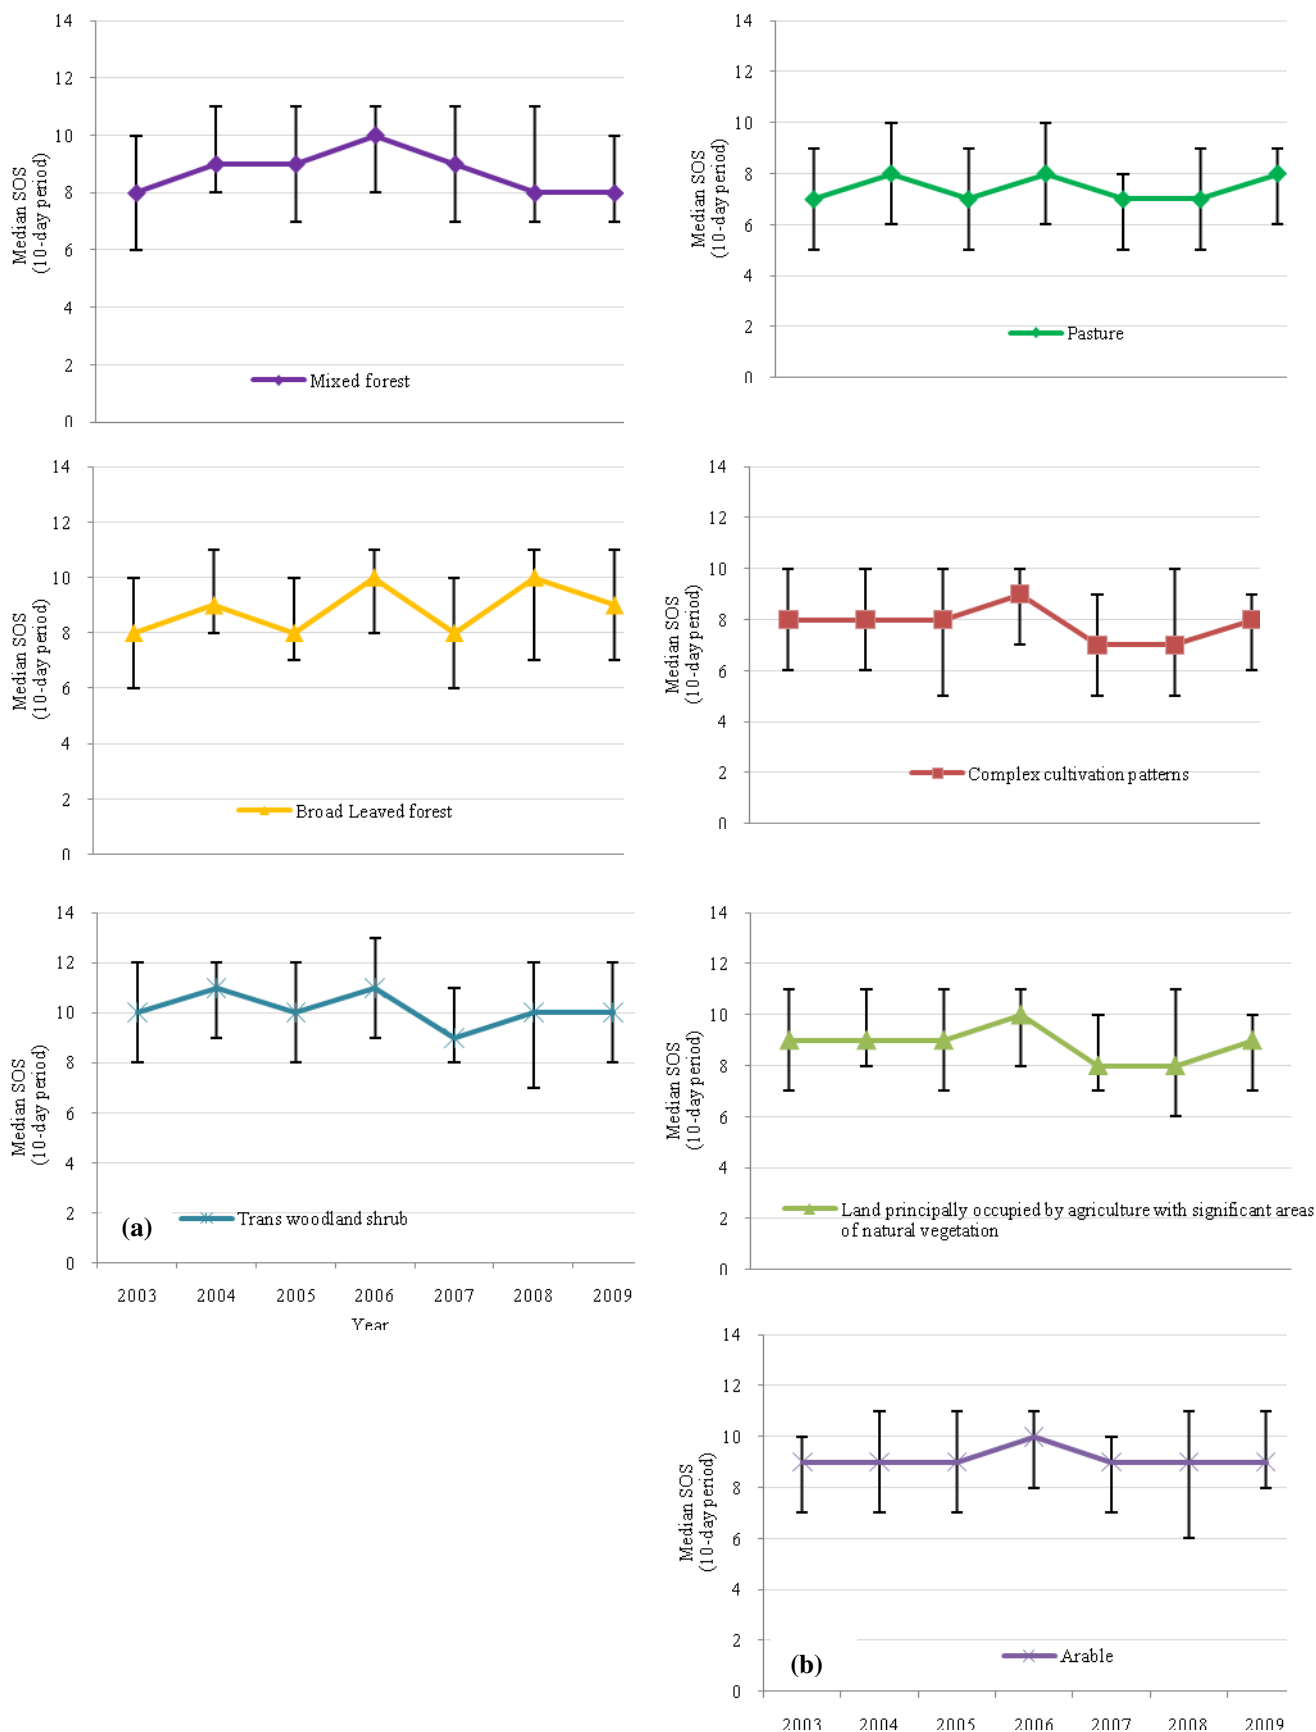 14
12
10
8
6
4
2
0
Median SOS
(10-day period)
Mixed forest
14
12
10
8
6
4
2
0
Median SOS
(10-day period)
Pasture
14
12
10
8
6
4
2
0
Median SOS
(10-day period)
Broad Leaved forest
14
12
10
8
6
4
2
0
Median SOS
(10-day period)
Complex cultivation patterns
14
12
10
8
6
4
2
0
Median SOS
(10-day period)
(a)
Trans woodland shrub
2003 2004 2005 2006 2007 2008 2009
Year
14
12
10
8
6
4
2
0
Median SOS
(10-day period)
Land principally occupied by agriculture with significant areas
of natural vegetation
14
12
10
8
6
4
2
0
Median SOS
(10-day period)
(b)
Arable
2003 2004 2005 2006 2007 2008 2009